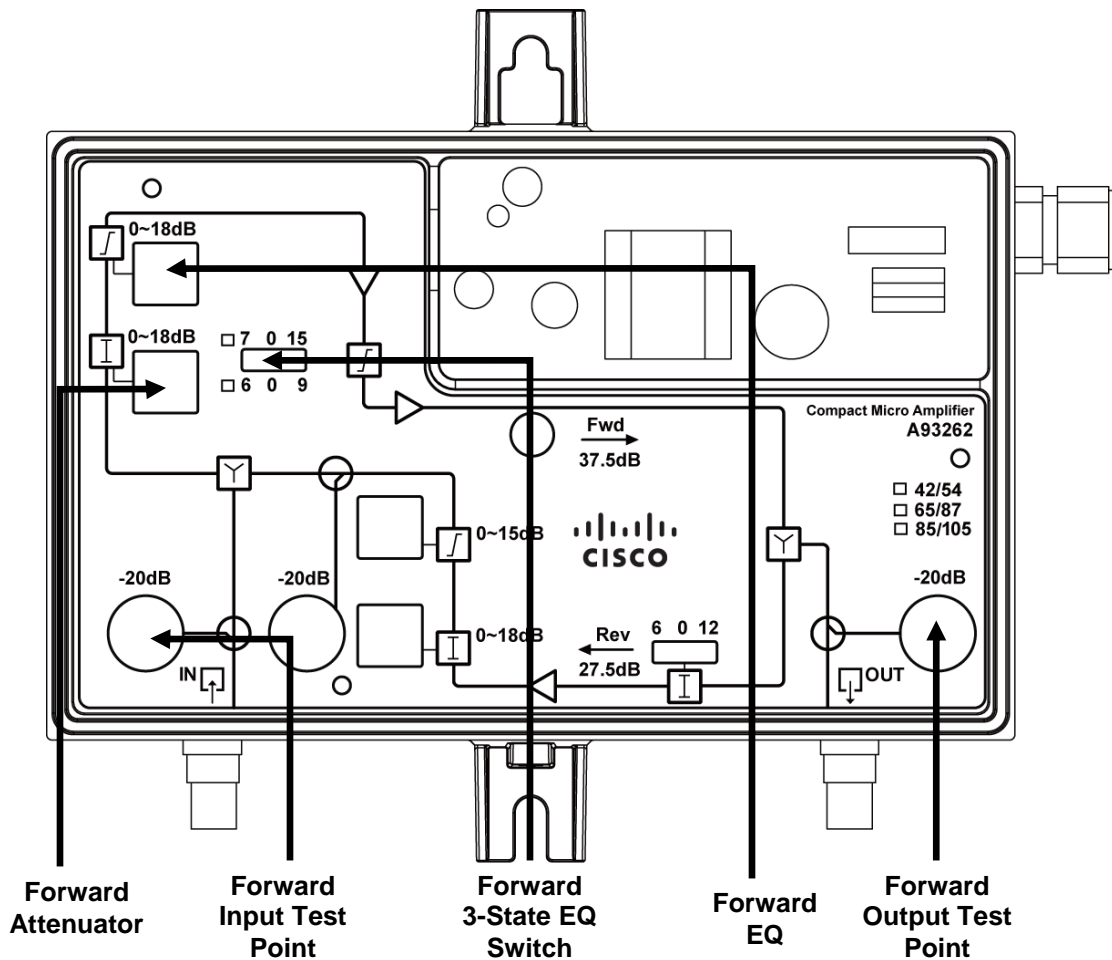 0~18dB
0~18dB
7 0 15
6 0 9
Fwd
37.5dB
Compact Micro Amplifier
A93262
42/54
65/87
85/105
CISCO
0~15dB
-20dB
-20dB
-20dB
0~18dB
Rev
27.5dB
6 0 12
IN
OUT
Forward
Attenuator
Forward
Input Test
Point
Forward
3-State EQ
Switch
Forward
EQ
Forward
Output Test
Point